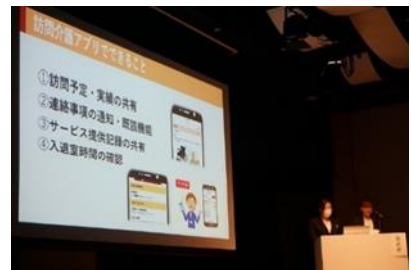 訪問介護アプリでできること
①訪問予定・実績の共有
②連絡事項の通知・既読機能
③サービス提供記録の共有
④入退室時間の確認